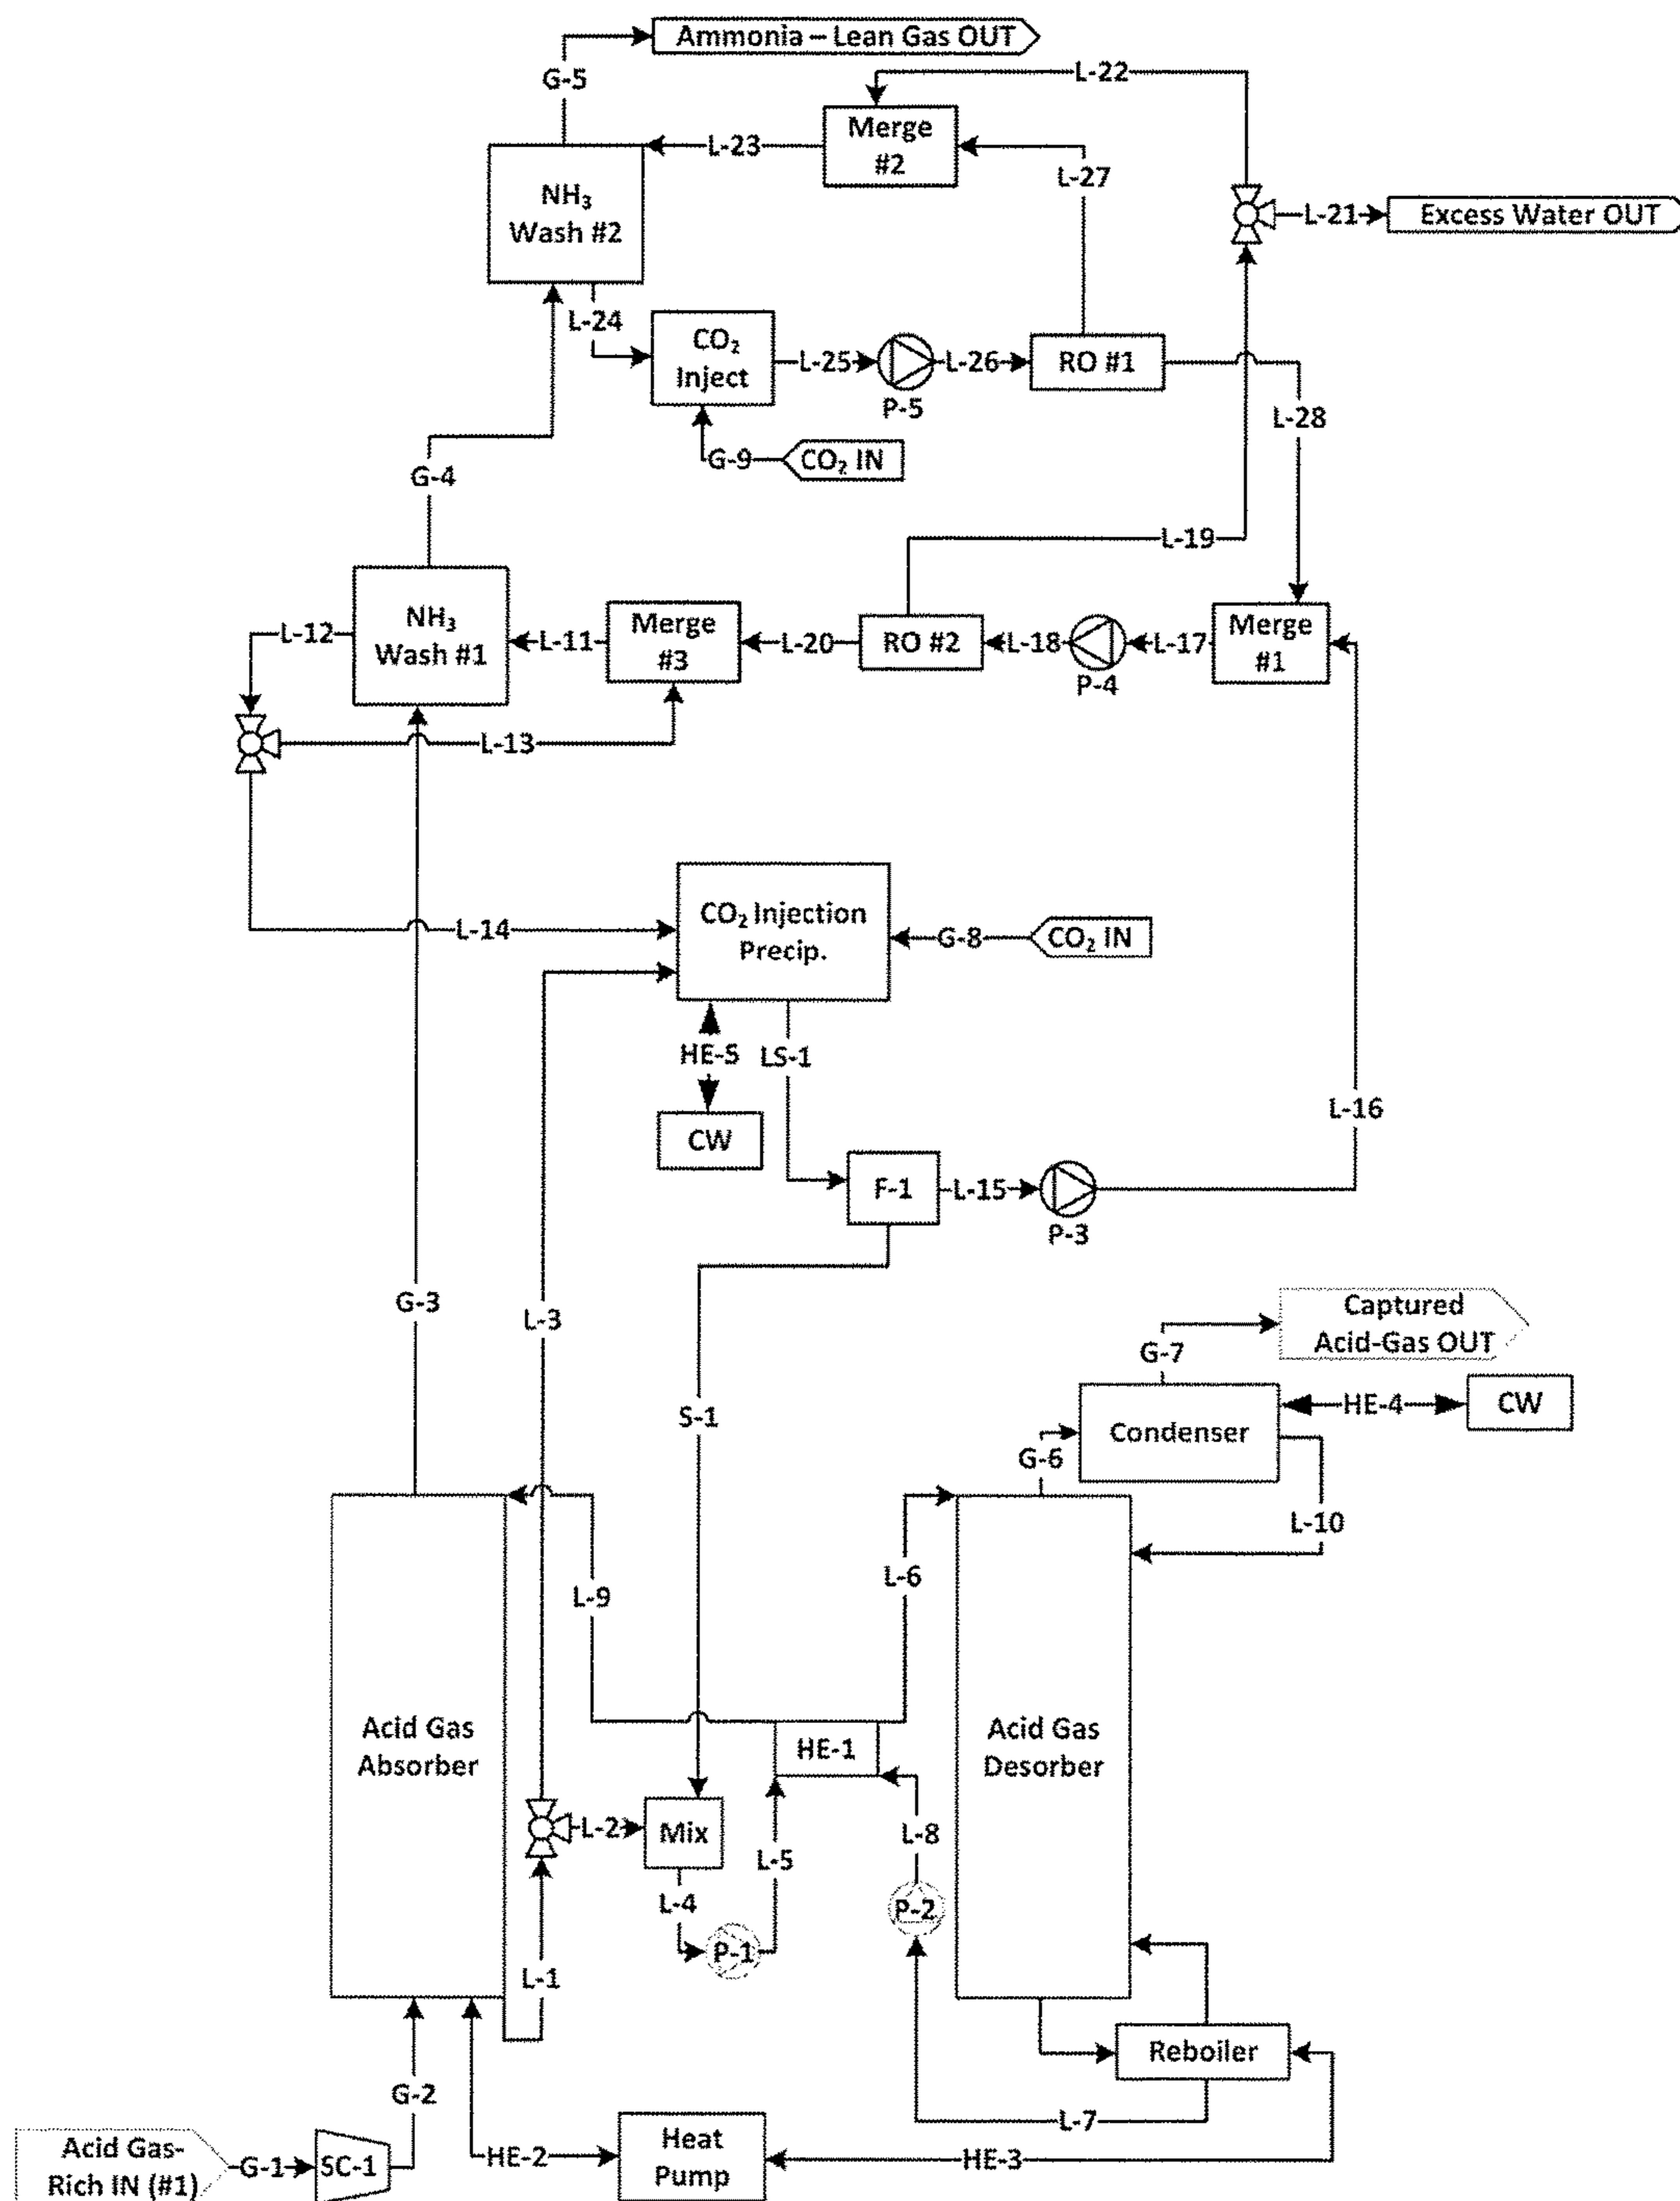 Ammonia – Lean Gas OUT
L-22
G-5
Merge
#2
L-23
L-27
NH₃
Wash #2
L-21
Excess Water OUT
L-24
CO₂
Inject
L-25
P-5
L-26
RO #1
L-28
G-9
CO₂ IN
G-4
L-19
L-12
NH₃
Wash #1
L-11
Merge
#3
L-20
RO #2
L-18
P-4
L-17
Merge
#1
L-13
L-14
CO₂ Injection
Precip.
G-8
CO₂ IN
HE-5
LS-1
CW
L-16
F-1
L-15
P-3
G-3
L-3
Captured
Acid-Gas OUT
G-7
S-1
Condenser
HE-4
CW
G-6
L-10
L-9
L-6
Acid Gas
Absorber
HE-1
Acid Gas
Desorber
L-2
Mix
L-5
L-8
L-4
P-1
P-2
L-1
Reboiler
G-2
L-7
Acid Gas-
Rich IN (#1)
G-1
SC-1
HE-2
Heat
Pump
HE-3